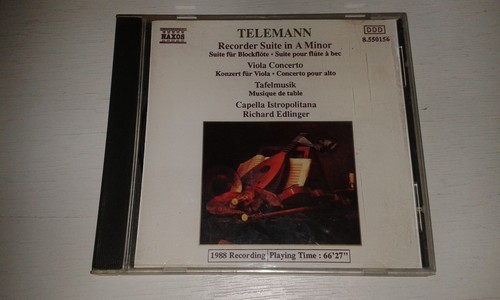 NAXOS
TELEMANN
DDD
8.550156
Recorder Suite in A Minor
Suite für Blockflöte • Suite pour flûte à bec
Viola Concerto
Konzert für Viola • Concerto pour alto
Tafelmusik
Musique de table
Capella Istropolitana
Richard Edlinger
1988 Recording
Playing Time : 66'27"